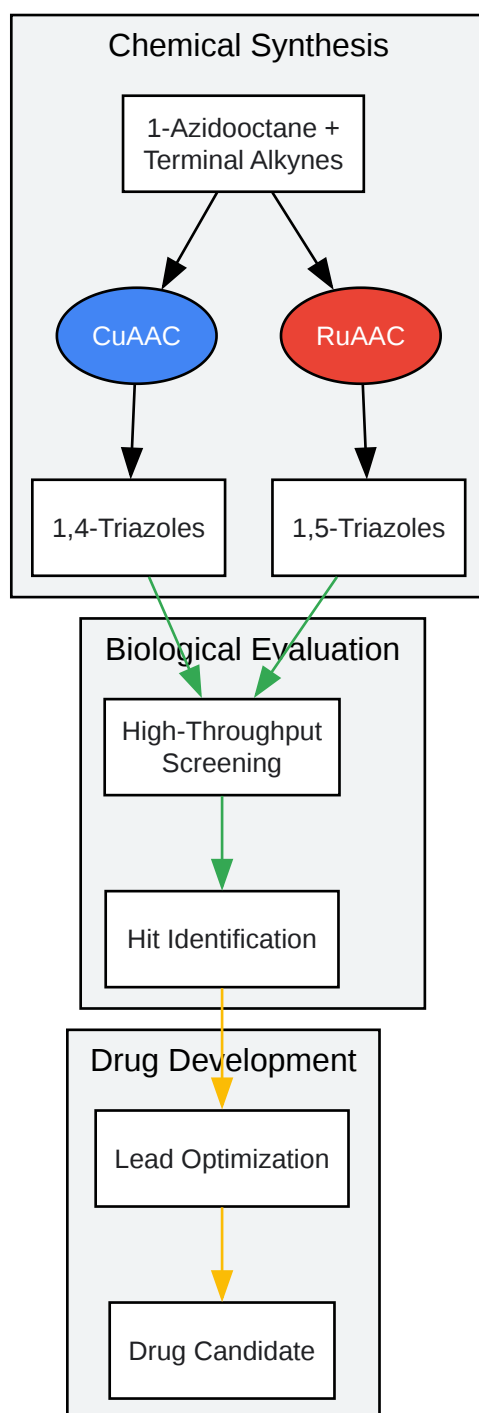 Chemical Synthesis
1-Azidooctane +
Terminal Alkynes
CuAAC
RuAAC
1,4-Triazoles
1,5-Triazoles
Biological Evaluation
High-Throughput
Screening
Hit Identification
Drug Development
Lead Optimization
Drug Candidate